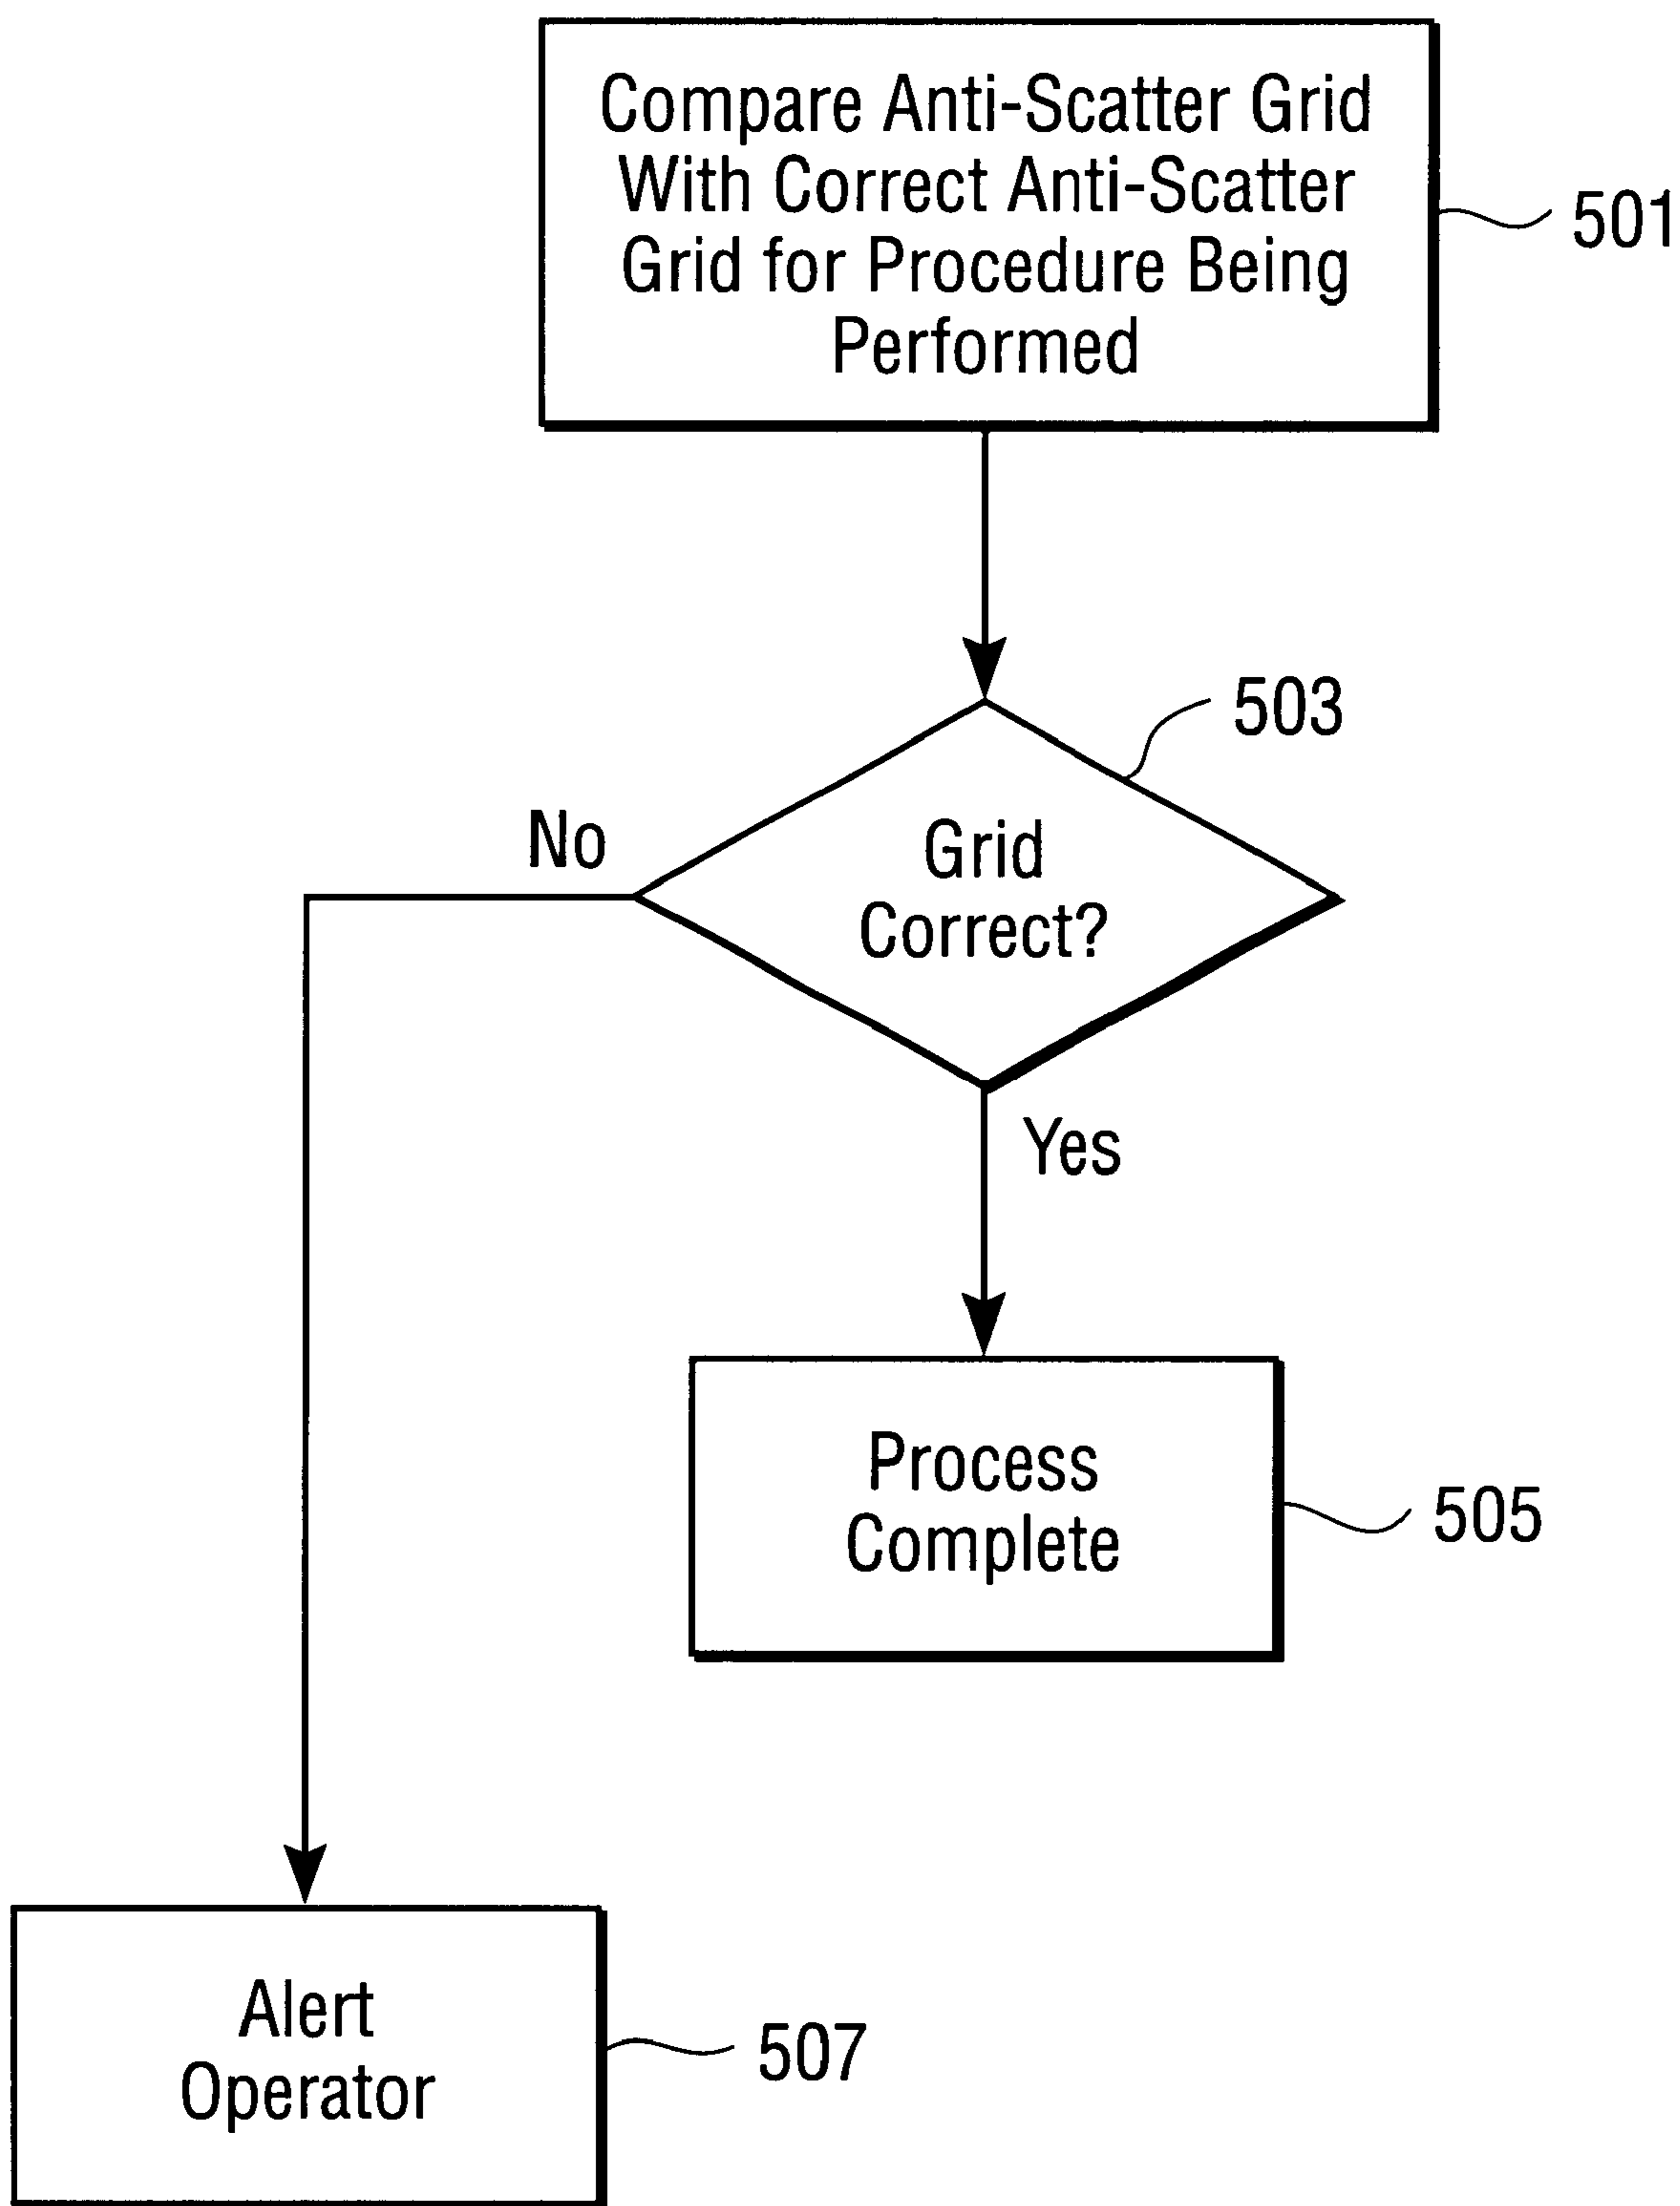 Compare Anti-Scatter Grid
With Correct Anti-Scatter
Grid for Procedure Being
Performed
501
503
No
Grid
Correct?
Yes
Process
Complete
505
Alert
Operator
507